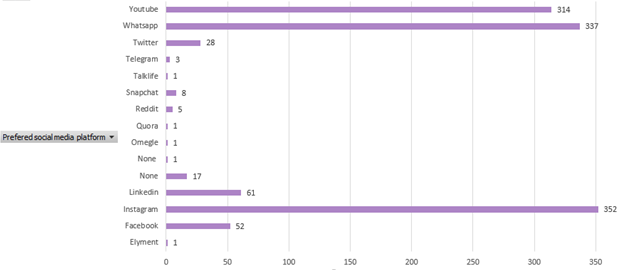 Youtube 314
Whatsapp 337
Twitter 28
Telegram 3
Talklife 1
Snapchat 8
Reddit 5
Quora 1
Prefered social media platform
Omegle 1
None 1
None 17
Linkedin 61
Instagram 352
Facebook 52
Elyment 1
0 50 100 150 200 250 300 350